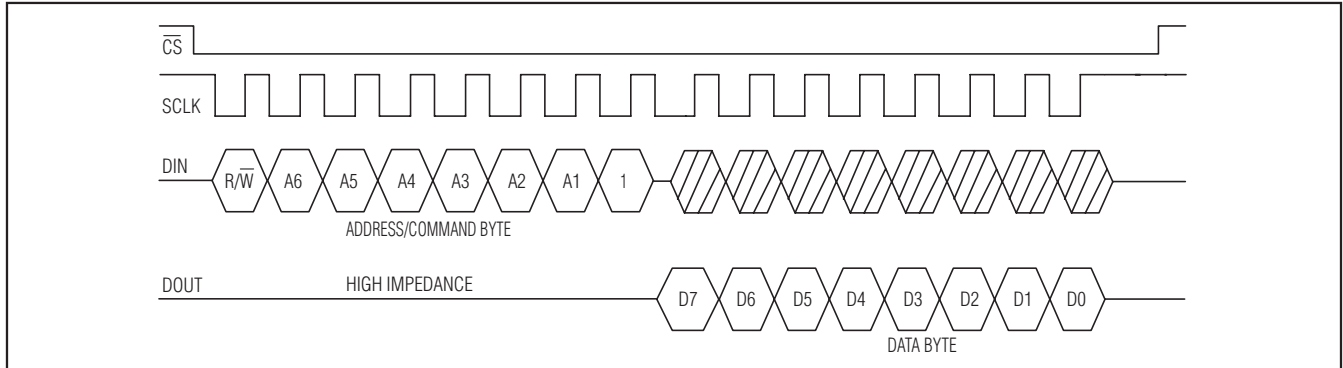 C̅S̅
SCLK
DIN
R/W̅ A6 A5 A4 A3 A2 A1 1
ADDRESS/COMMAND BYTE
DOUT
HIGH IMPEDANCE
D7 D6 D5 D4 D3 D2 D1 D0
DATA BYTE